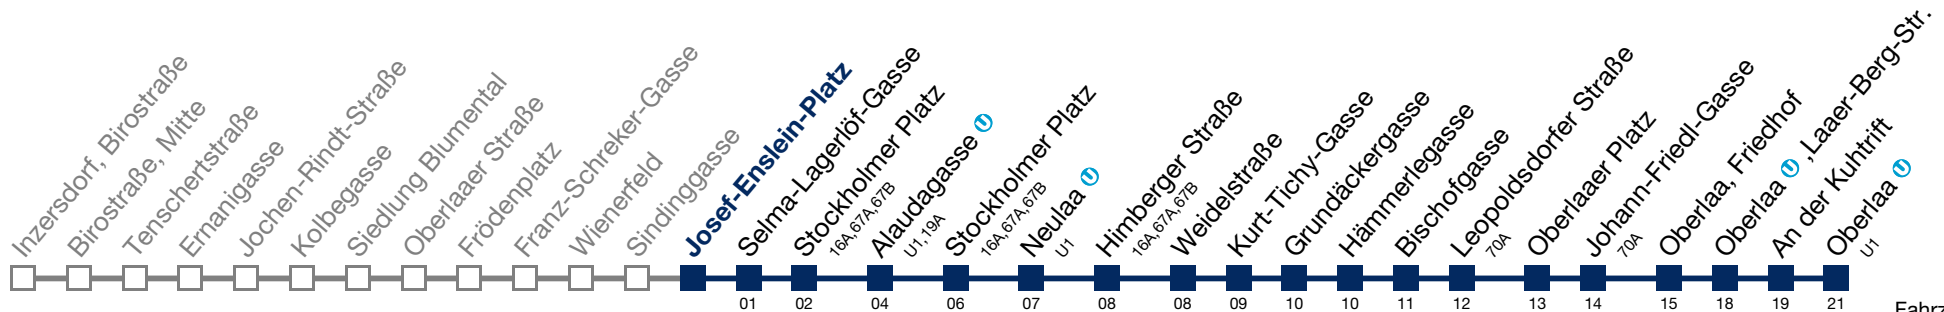 Inzersdorf, Birostraße
Birostraße, Mitte
Tenschertstraße
Ernanigasse
Jochen-Rindt-Straße
Kolbegasse
Siedlung Blumental
Oberlaaer Straße
Frödenplatz
Franz-Schreker-Gasse
Wienerfeld
Sindinggasse
Josef-Enslein-Platz
Selma-Lagerlöf-Gasse
01
Stockholmer Platz
16A,67A,67B
02
Alaudagasse U
U1,19A
04
Stockholmer Platz
16A,67A,67B
06
Neulaa U
U1
07
Himberger Straße
16A,67A,67B
08
Weidelstraße
08
Kurt-Tichy-Gasse
09
Grundäckergasse
10
Hämmerlegasse
10
Bischofgasse
11
Leopoldsdorfer Straße
70A
12
Oberlaaer Platz
13
Johann-Friedl-Gasse
70A
14
Oberlaa, Friedhof
15
Oberlaa U ,Laaer-Berg-Str.
18
An der Kuhtrift
19
Oberlaa U
U1
21
Fahrz